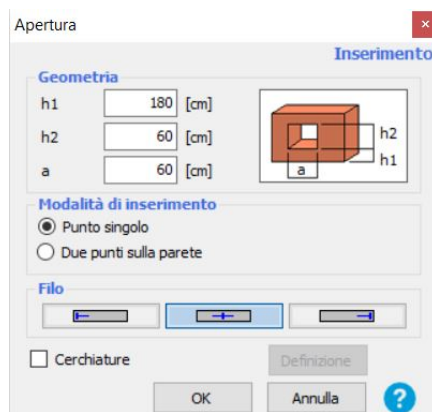 Apertura
Inserimento
Geometria
h1 180 [cm]
h2 60 [cm]
a 60 [cm]
h2
h1
a
Modalità di inserimento
Punto singolo
Due punti sulla parete
Filo
Cerchiature
Definizione
OK Annulla ?